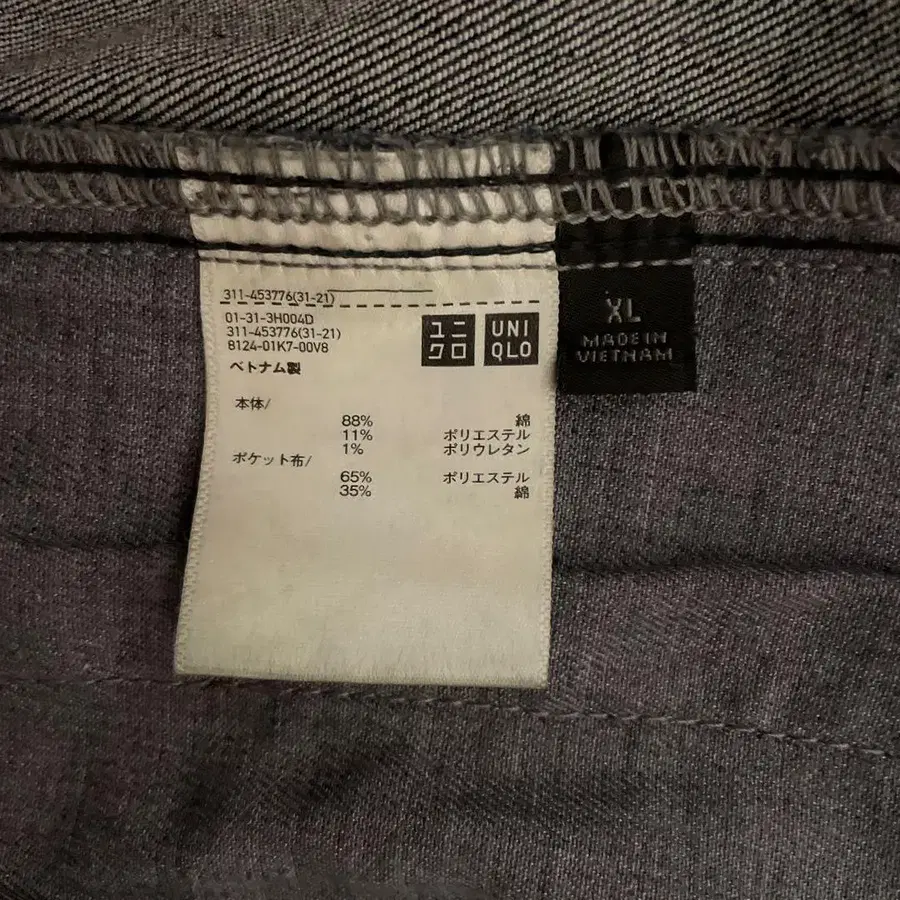 311-453776(31-21)
01-31-3H004D
311-453776(31-21)
8124-01K7-00V8
ベトナム製
ユニ
クロ
UNI
QLO
本体/
88% 綿
11% ポリエステル
1% ポリウレタン
ポケット布/
65% ポリエステル
35% 綿
XL
MADE IN
VIETNAM